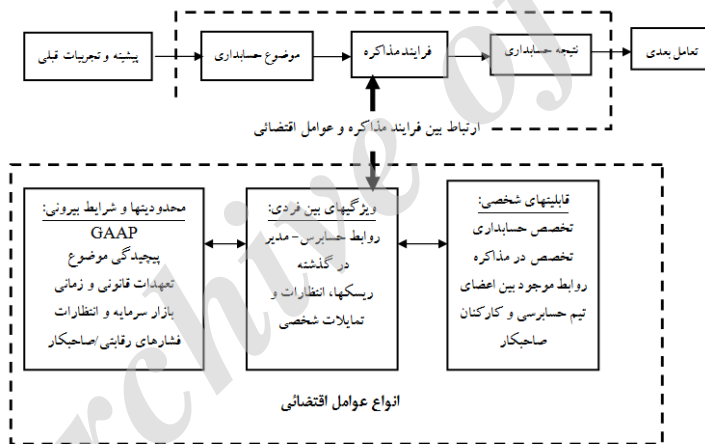 پیشینه و تجربیات قبلی
موضوع حسابداری
فرایند مذاکره
نتیجه حسابداری
تعامل بعدی
ارتباط بین فرایند مذاکره و عوامل اقتضائی
قابلیتهای شخصی:
تخصص حسابداری
تخصص در مذاکره
روابط موجود بین اعضای
تیم حسابرسی و کارکنان
صاحبکار
ویژگیهای بین فردی:
روابط حسابرس– مدیر
در گذشته
ریسکها، انتظارات و
تمایلات شخصی
محدودیتها و شرایط بیرونی:
GAAP
پیچیدگی موضوع
تعهدات قانونی و زمانی
بازار سرمایه و انتظارات
فشارهای رقابتی/صاحبکار
انواع عوامل اقتضائی
rchive of